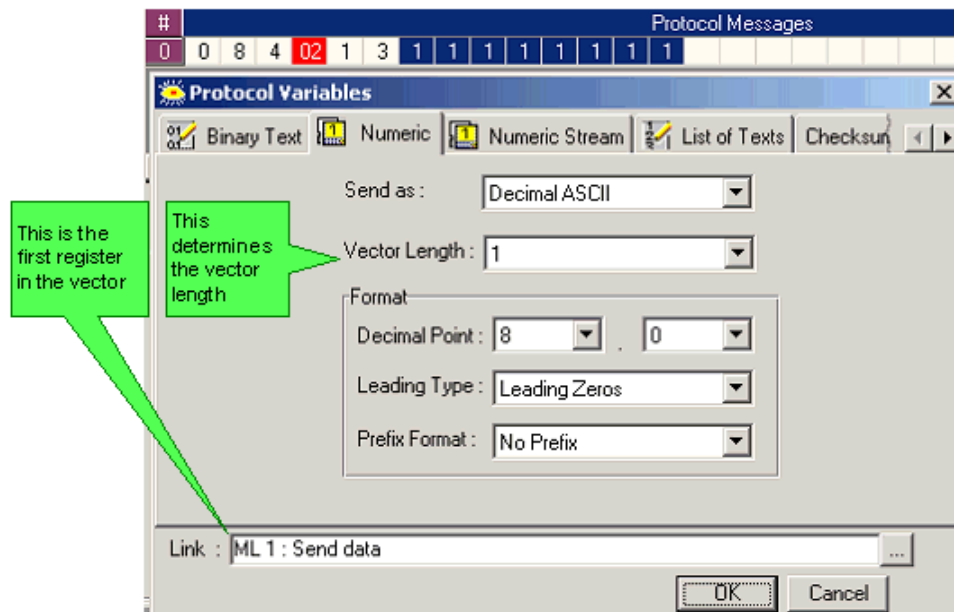 # Protocol Messages
0 0 8 4 02 1 3 1 1 1 1 1 1 1 1
Protocol Variables
Binary Text Numeric Numeric Stream List of Texts Checksum
Send as : Decimal ASCII
This is the
first register
in the vector
This
determines
the vector
length
Vector Length : 1
Format
Decimal Point : 8 . 0
Leading Type : Leading Zeros
Prefix Format : No Prefix
Link : ML 1 : Send data ...
OK Cancel